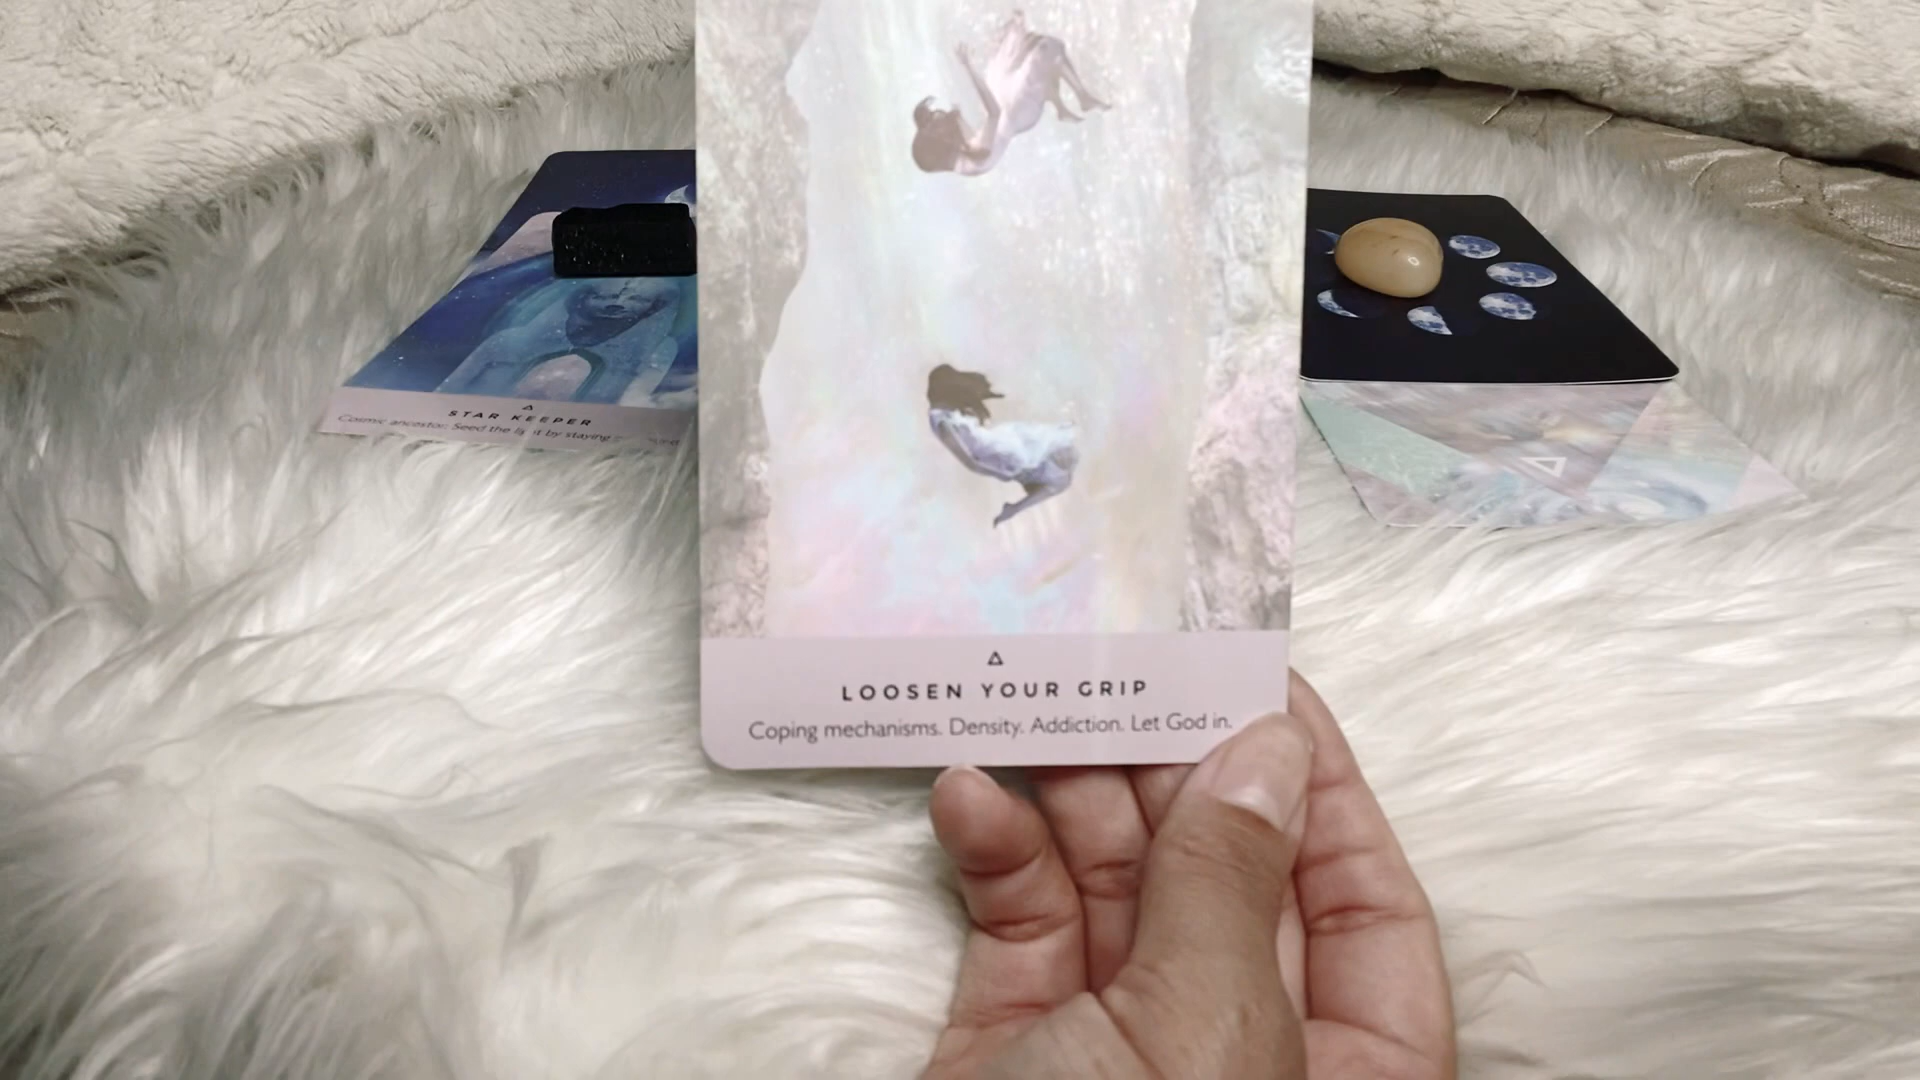 STAR KEEPER
Cosmic ancestor. Seed the light by staying
LOOSEN YOUR GRIP
Coping mechanisms. Density. Addiction. Let God in.